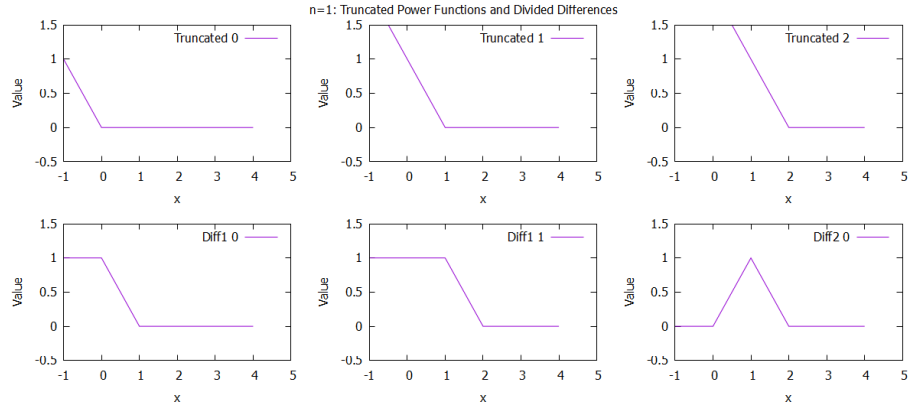 n=1: Truncated Power Functions and Divided Differences
1.5
1
0.5
0
-0.5
Value
Truncated 0
-1 0 1 2 3 4 5
x
1.5
1
0.5
0
-0.5
Value
Truncated 1
-1 0 1 2 3 4 5
x
1.5
1
0.5
0
-0.5
Value
Truncated 2
-1 0 1 2 3 4 5
x
1.5
1
0.5
0
-0.5
Value
Diff1 0
-1 0 1 2 3 4 5
x
1.5
1
0.5
0
-0.5
Value
Diff1 1
-1 0 1 2 3 4 5
x
1.5
1
0.5
0
-0.5
Value
Diff2 0
-1 0 1 2 3 4 5
x